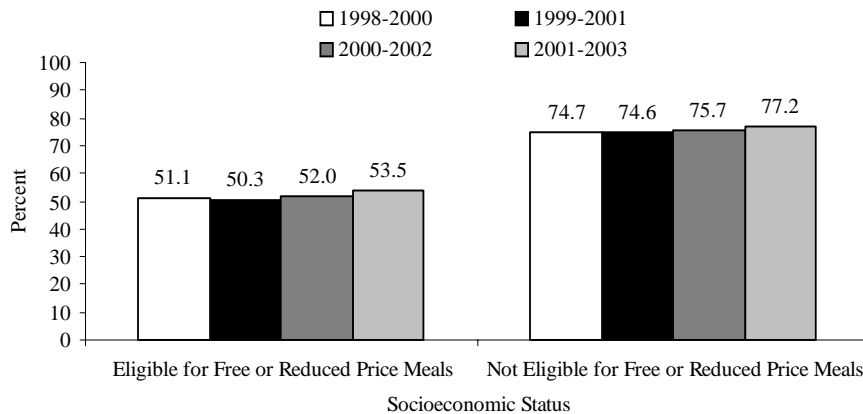 1998-2000 1999-2001
2000-2002 2001-2003
100
90
80
70
60
50
40
30
20
10
0
Percent
51.1 50.3 52.0 53.5
74.7 74.6 75.7 77.2
Eligible for Free or Reduced Price Meals Not Eligible for Free or Reduced Price Meals
Socioeconomic Status